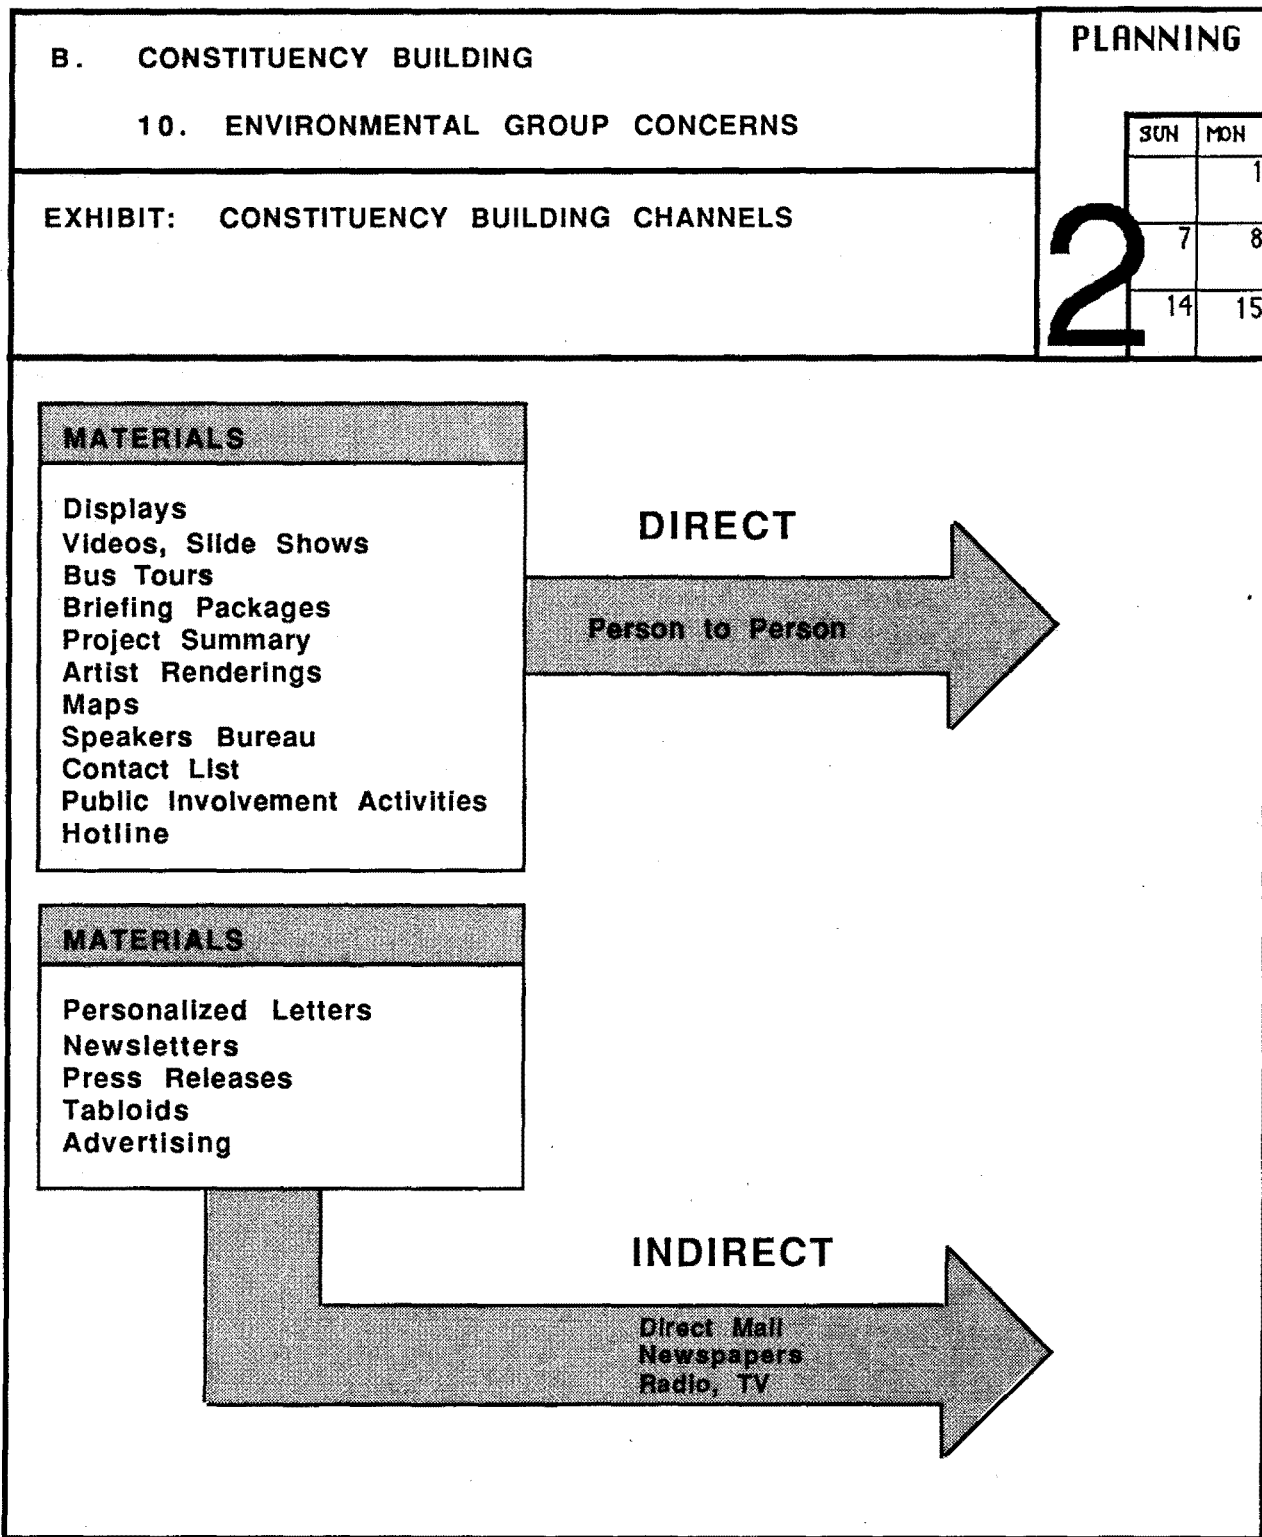 B. CONSTITUENCY BUILDING
10. ENVIRONMENTAL GROUP CONCERNS
PLANNING
2
SUN MON
1
7 8
14 15
EXHIBIT: CONSTITUENCY BUILDING CHANNELS
MATERIALS
Displays
Videos, Slide Shows
Bus Tours
Briefing Packages
Project Summary
Artist Renderings
Maps
Speakers Bureau
Contact List
Public Involvement Activities
Hotline
DIRECT
Person to Person
MATERIALS
Personalized Letters
Newsletters
Press Releases
Tabloids
Advertising
INDIRECT
Direct Mail
Newspapers
Radio, TV